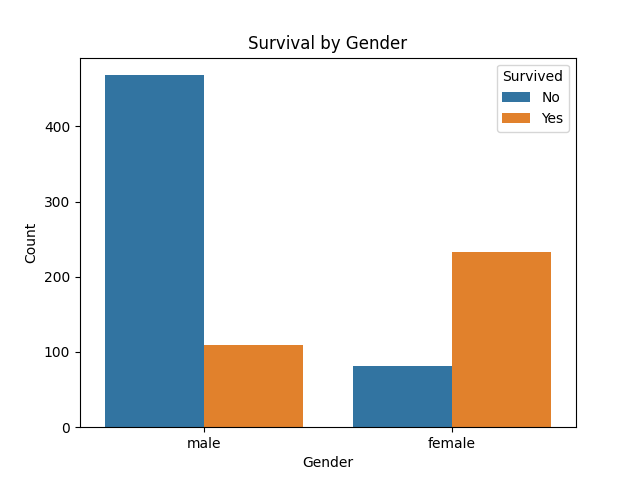 Survival by Gender
Survived
No
Yes
Count
400
300
200
100
0
male
female
Gender